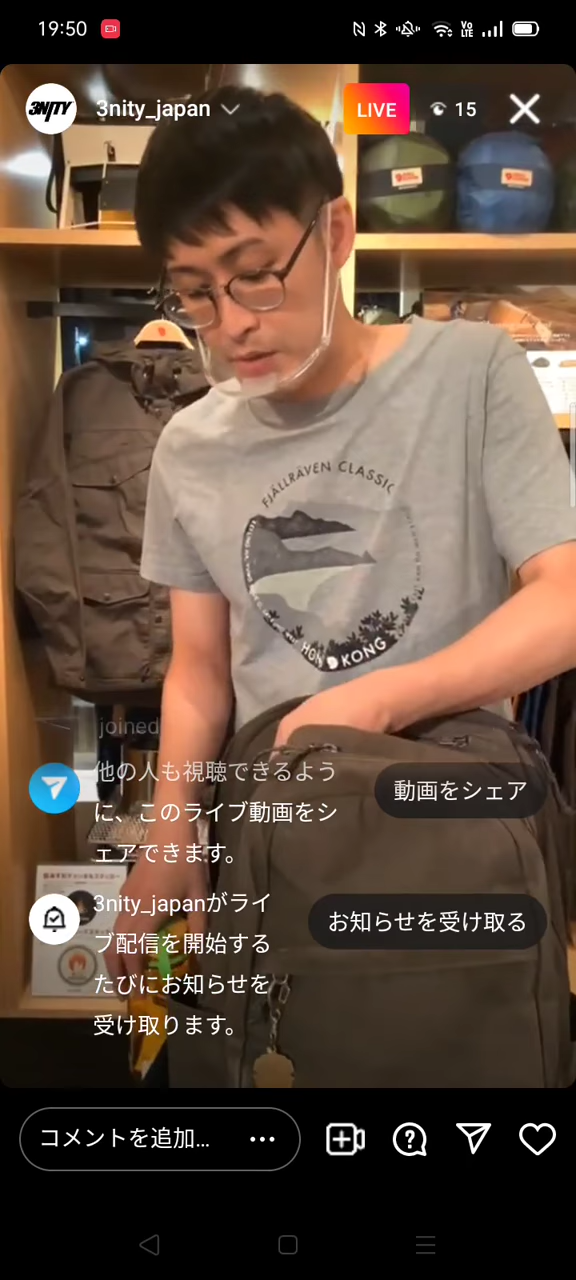 19:50
VO LTE
3NITY
3nity_japan
LIVE
15
FJÄLLRÄVEN CLASSIC
HONG KONG
joined
他の人も視聴できるよう
に、このライブ動画をシ
ェアできます。
動画をシェア
3nity_japanがライ
ブ配信を開始する
たびにお知らせを
受け取ります。
お知らせを受け取る
コメントを追加...